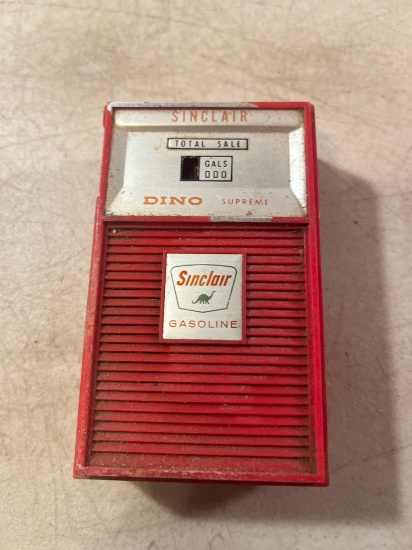 SINCLAIR
TOTAL SALE
GALS
000
DINO SUPREME
Sinclair
GASOLINE